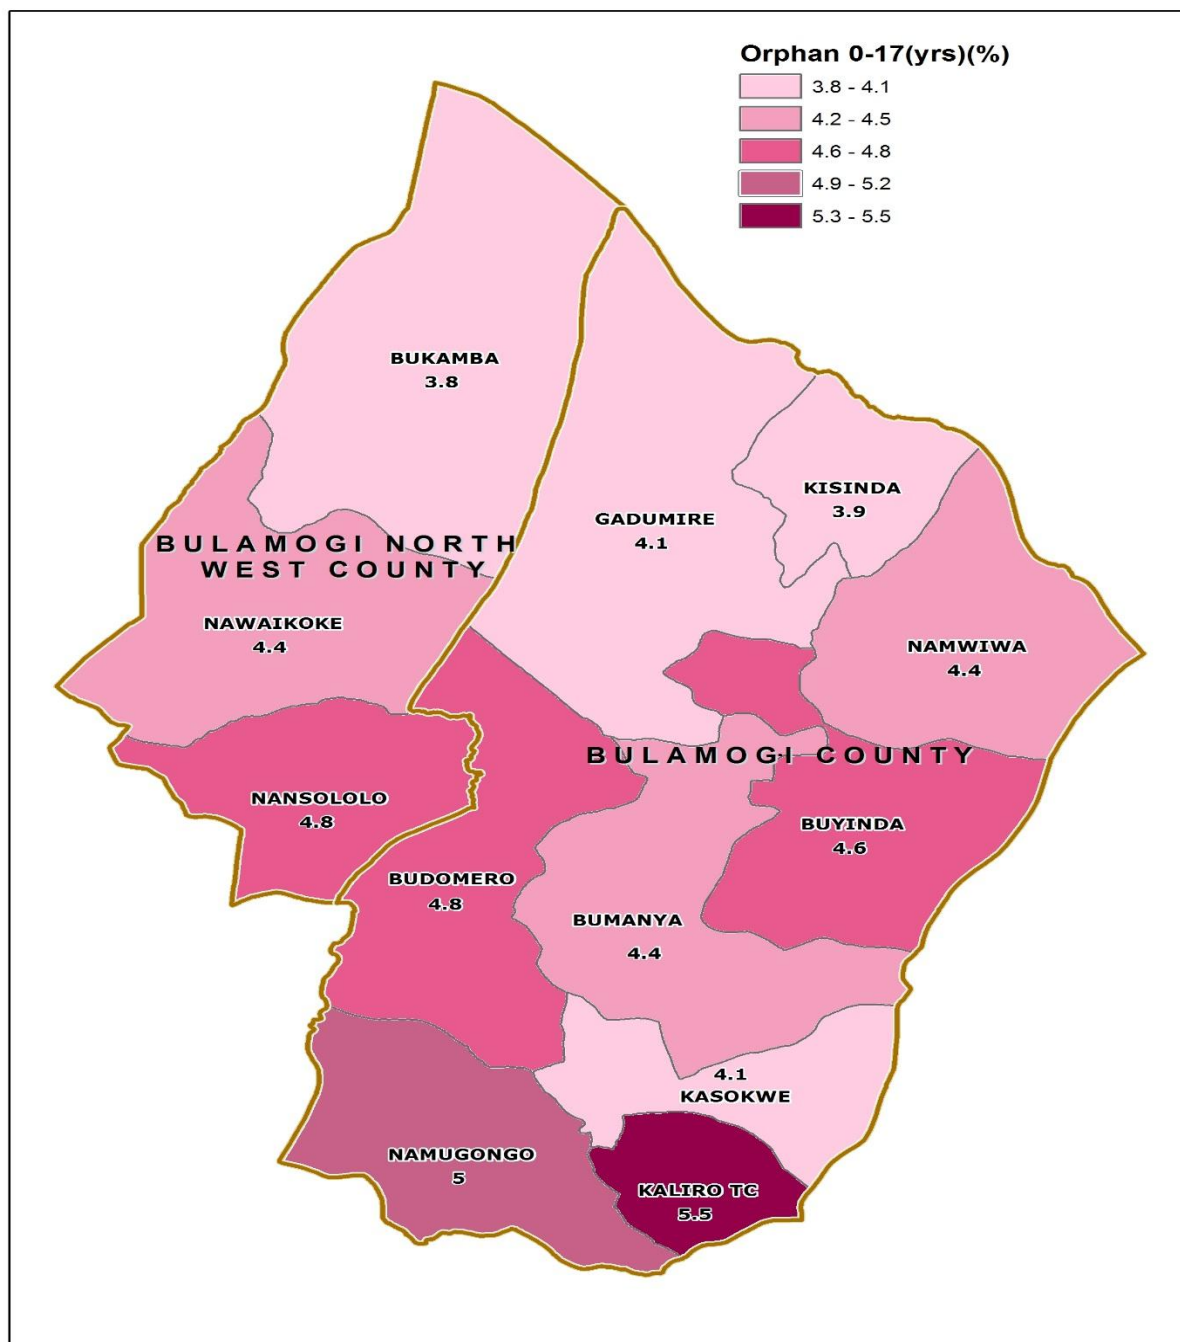 Orphan 0-17(yrs)(%)
3.8 - 4.1
4.2 - 4.5
4.6 - 4.8
4.9 - 5.2
5.3 - 5.5
BUKAMBA
3.8
KISINDA
3.9
GADUMIRE
4.1
BULAMOGI NORTH
WEST COUNTY
NAWAIKOKE
4.4
NAMWIWA
4.4
BULAMOGI COUNTY
NANSOLOLO
4.8
BUYINDA
4.6
BUDOMERO
4.8
BUMANYA
4.4
4.1
KASOKWE
NAMUGONGO
5
KALIRO TC
5.5